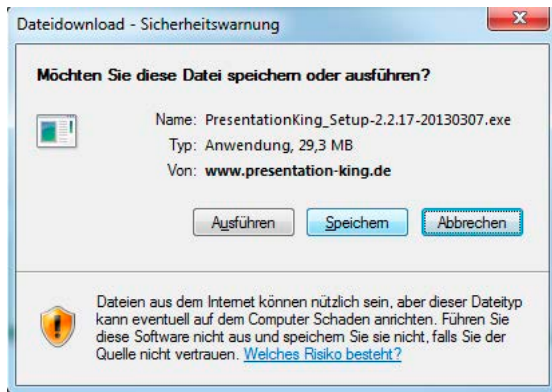 Dateidownload - Sicherheitswarnung
Möchten Sie diese Datei speichern oder ausführen?
Name: PresentationKing_Setup-2.2.17-20130307.exe
Typ: Anwendung, 29,3 MB
Von: www.presentation-king.de
Ausführen Speichern Abbrechen
Dateien aus dem Internet können nützlich sein, aber dieser Dateityp
kann eventuell auf dem Computer Schaden anrichten. Führen Sie
diese Software nicht aus und speichern Sie sie nicht, falls Sie der
Quelle nicht vertrauen. Welches Risiko besteht?